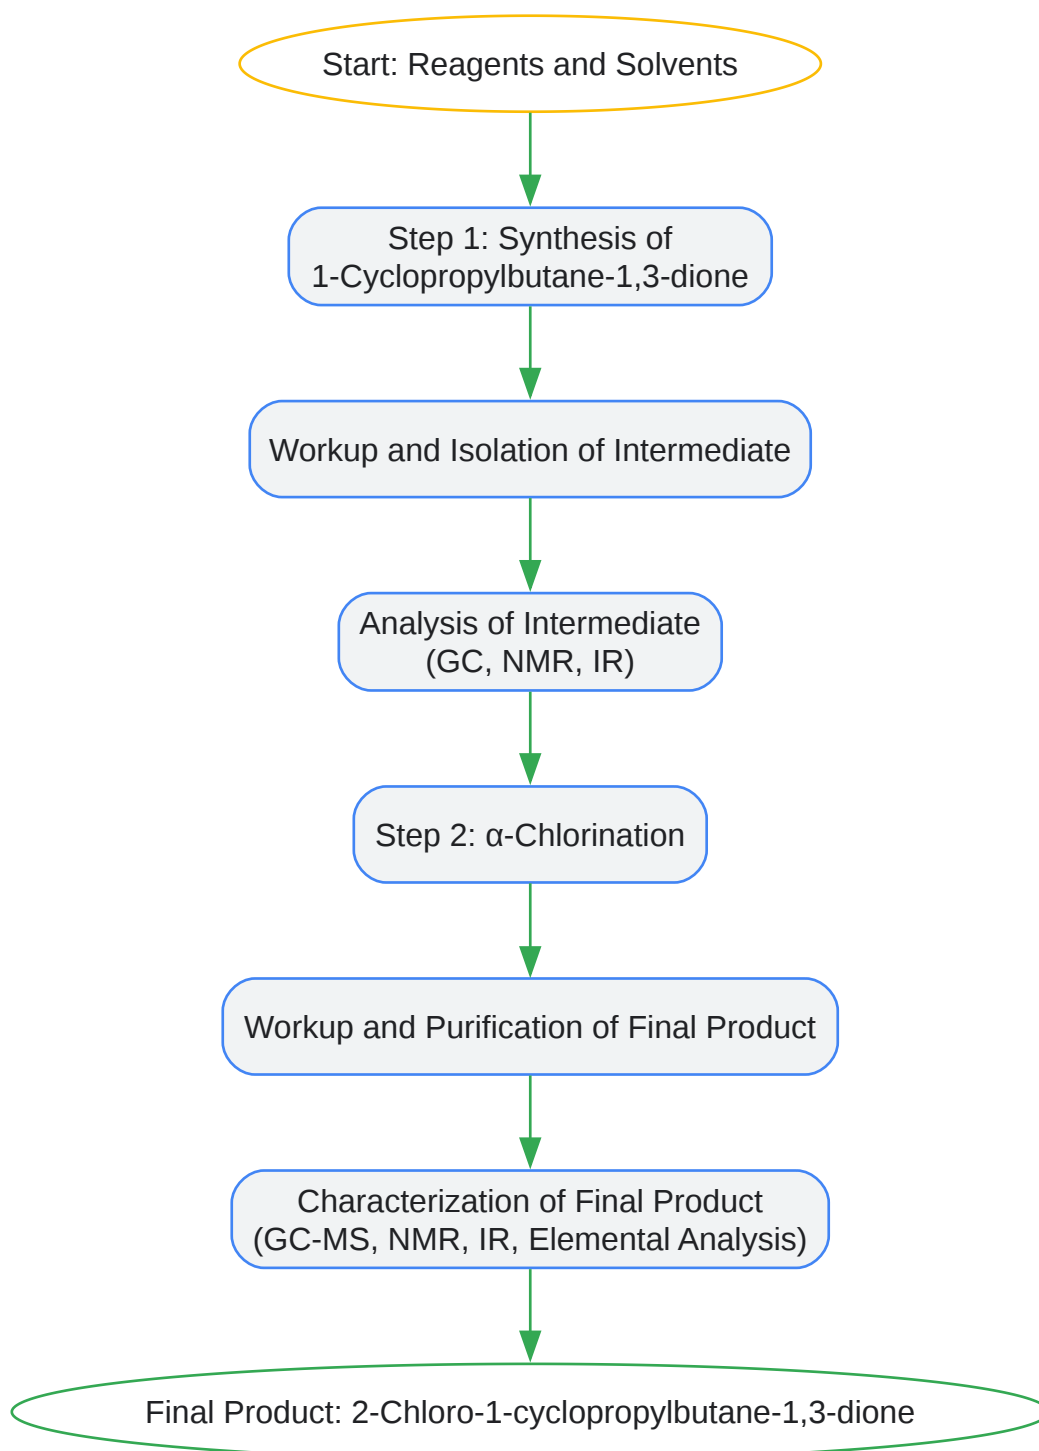 Start: Reagents and Solvents
Step 1: Synthesis of
1-Cyclopropylbutane-1,3-dione
Workup and Isolation of Intermediate
Analysis of Intermediate
(GC, NMR, IR)
Step 2: α-Chlorination
Workup and Purification of Final Product
Characterization of Final Product
(GC-MS, NMR, IR, Elemental Analysis)
Final Product: 2-Chloro-1-cyclopropylbutane-1,3-dione